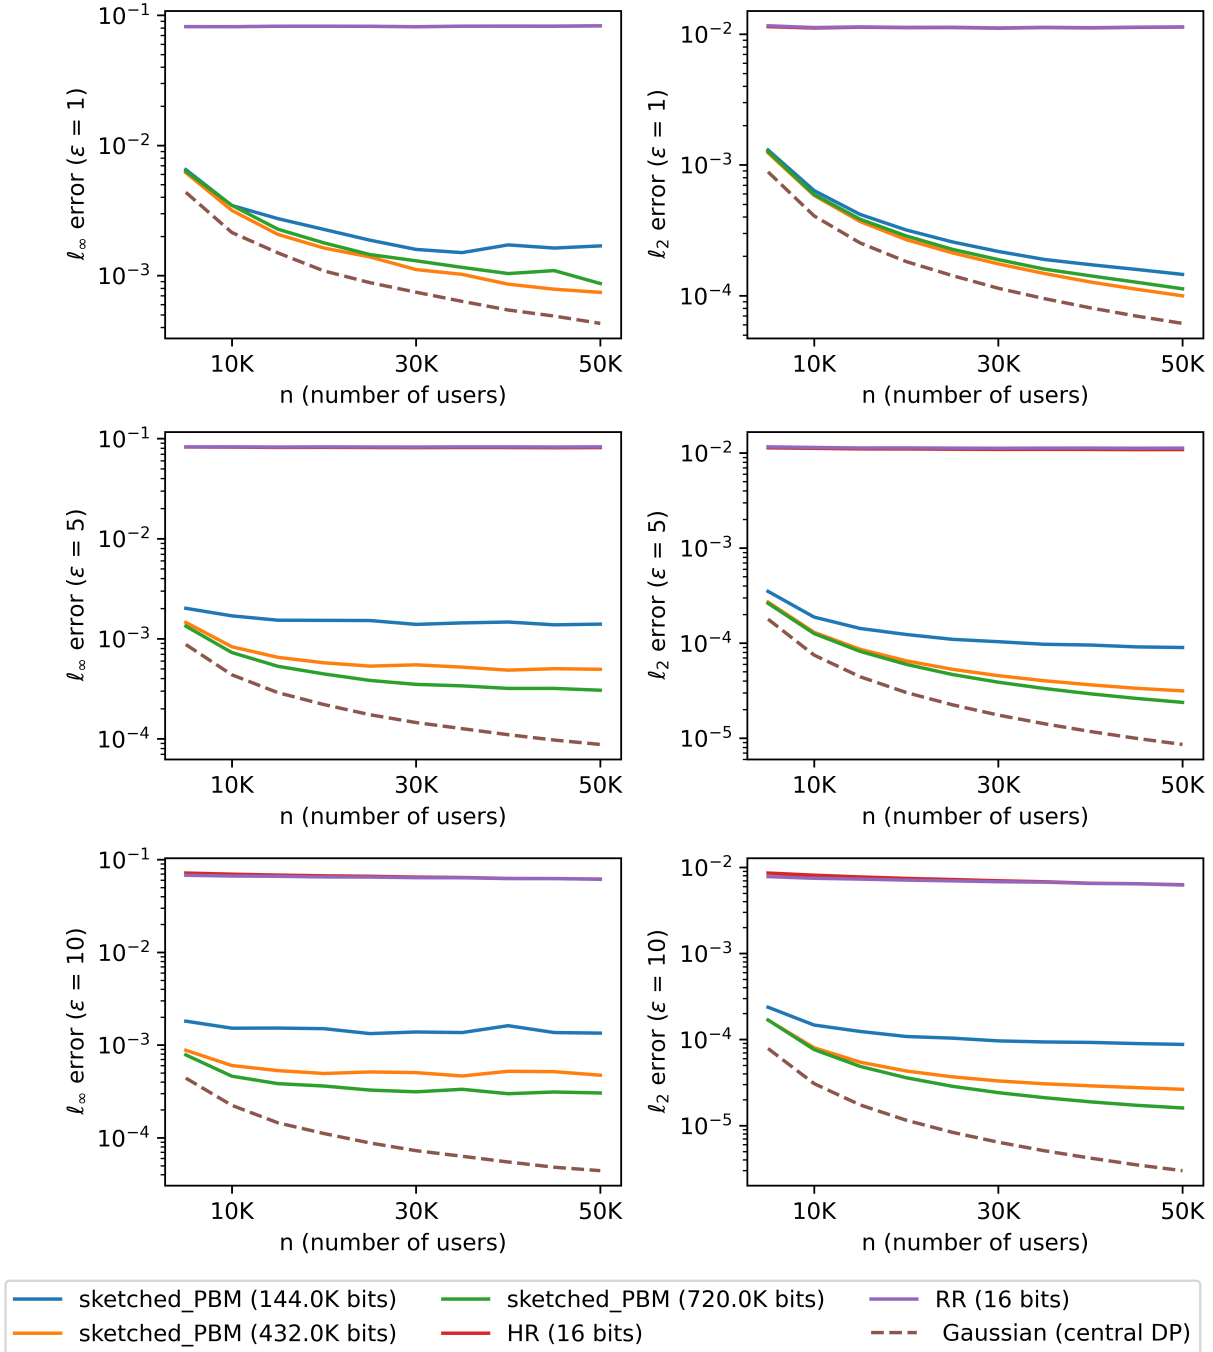 10⁻¹
10⁻²
10⁻³
ℓ∞ error (ε = 1)
10K 30K 50K
n (number of users)
10⁻²
10⁻³
10⁻⁴
ℓ₂ error (ε = 1)
10K 30K 50K
n (number of users)
10⁻¹
10⁻²
10⁻³
10⁻⁴
ℓ∞ error (ε = 5)
10K 30K 50K
n (number of users)
10⁻²
10⁻³
10⁻⁴
10⁻⁵
ℓ₂ error (ε = 5)
10K 30K 50K
n (number of users)
10⁻¹
10⁻²
10⁻³
10⁻⁴
ℓ∞ error (ε = 10)
10K 30K 50K
n (number of users)
10⁻²
10⁻³
10⁻⁴
10⁻⁵
ℓ₂ error (ε = 10)
10K 30K 50K
n (number of users)
sketched_PBM (144.0K bits) sketched_PBM (720.0K bits) RR (16 bits)
sketched_PBM (432.0K bits) HR (16 bits) Gaussian (central DP)